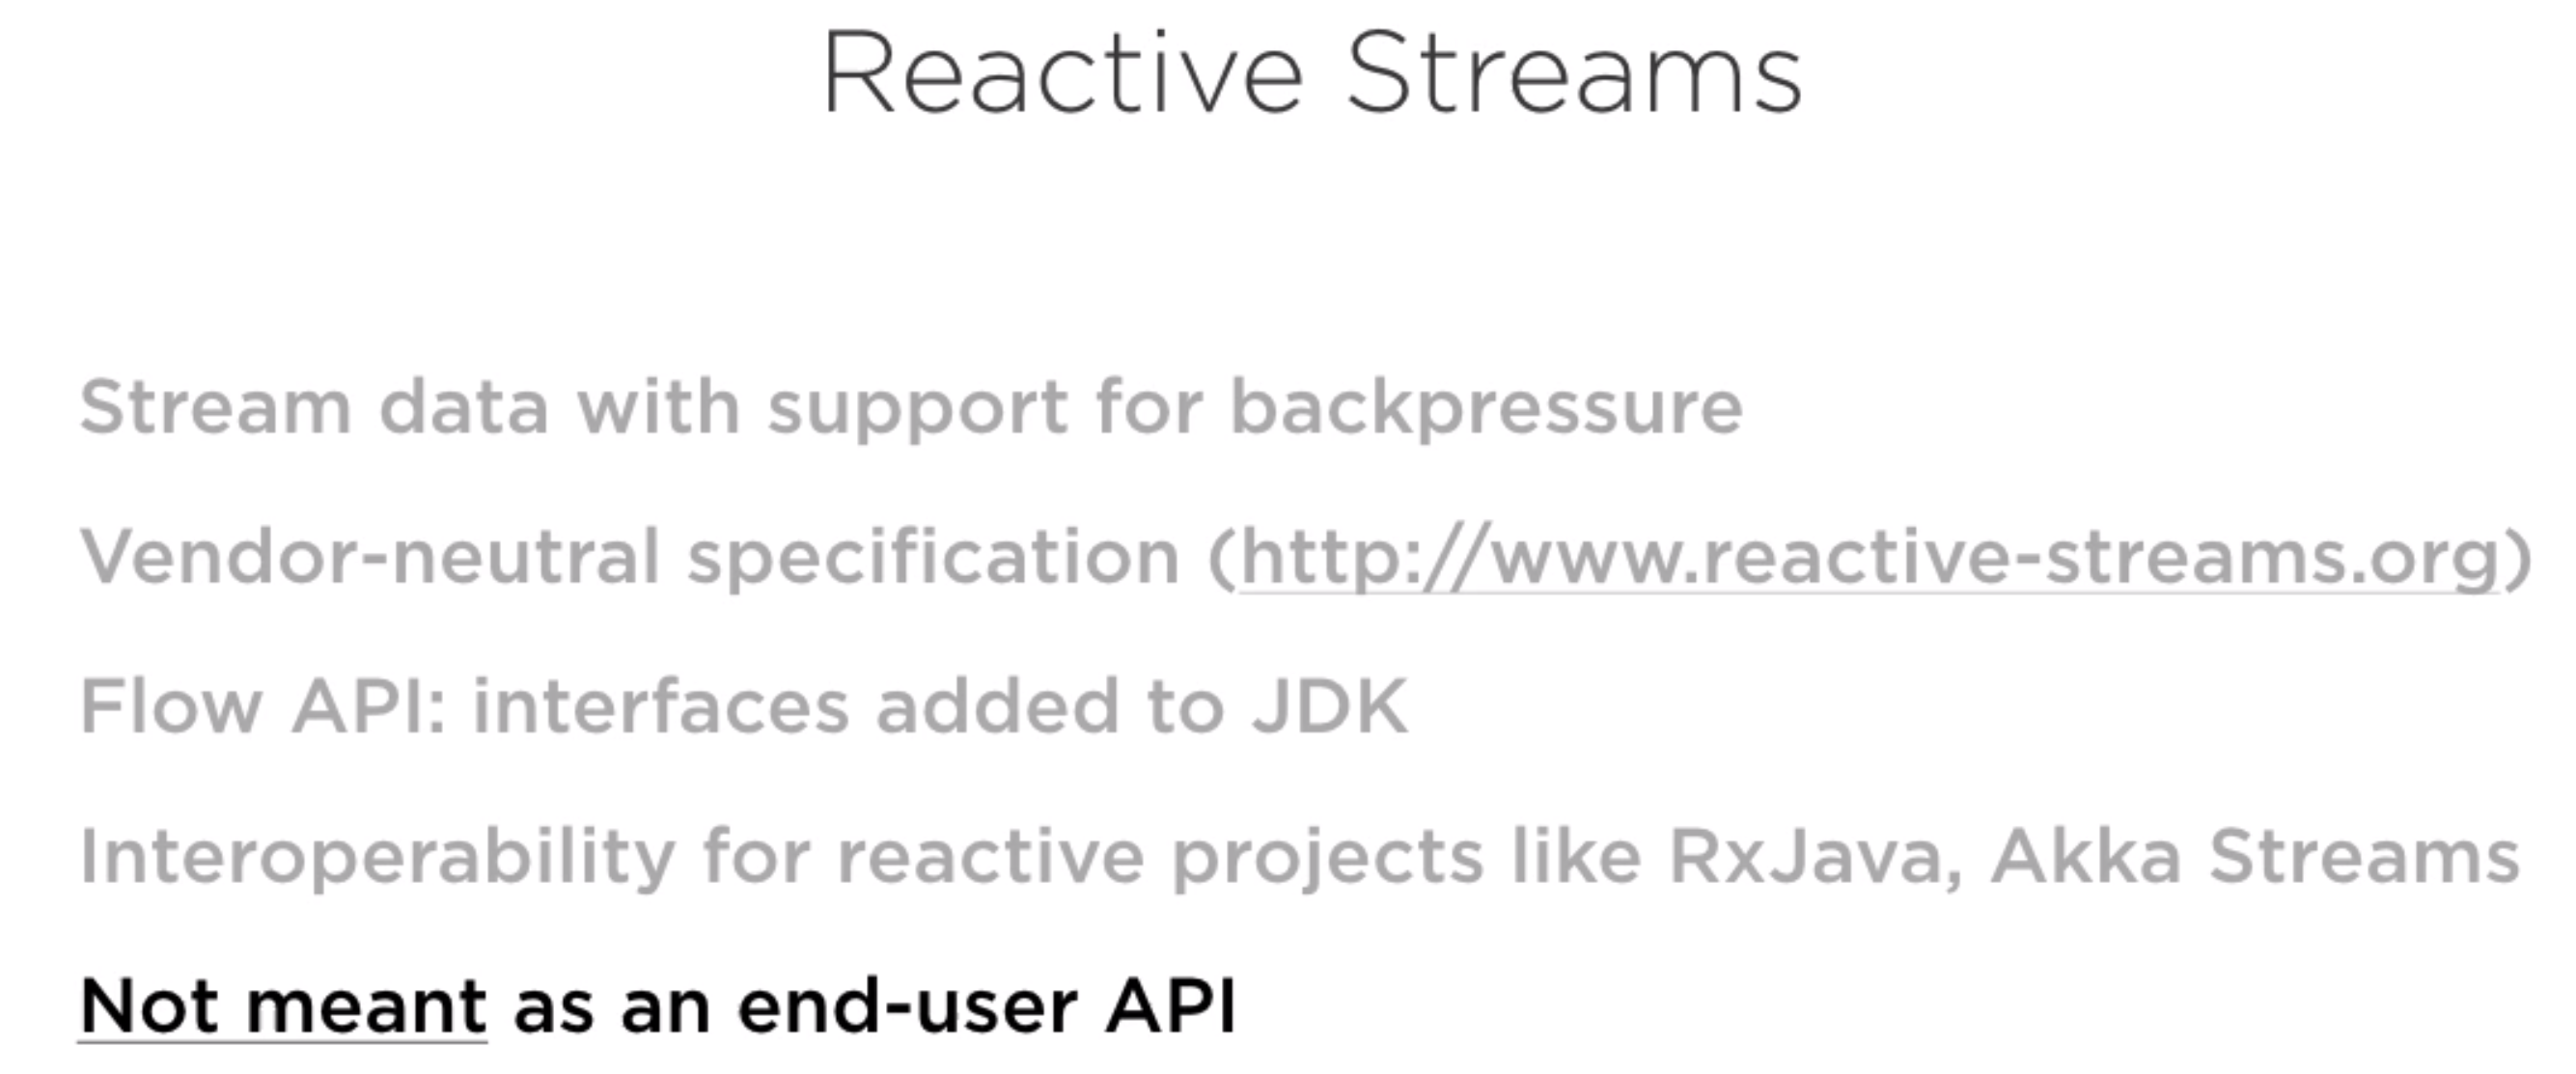 Reactive Streams
Stream data with support for backpressure
Vendor-neutral specification (http://www.reactive-streams.org)
Flow API: interfaces added to JDK
Interoperability for reactive projects like RxJava, Akka Streams
Not meant as an end-user API